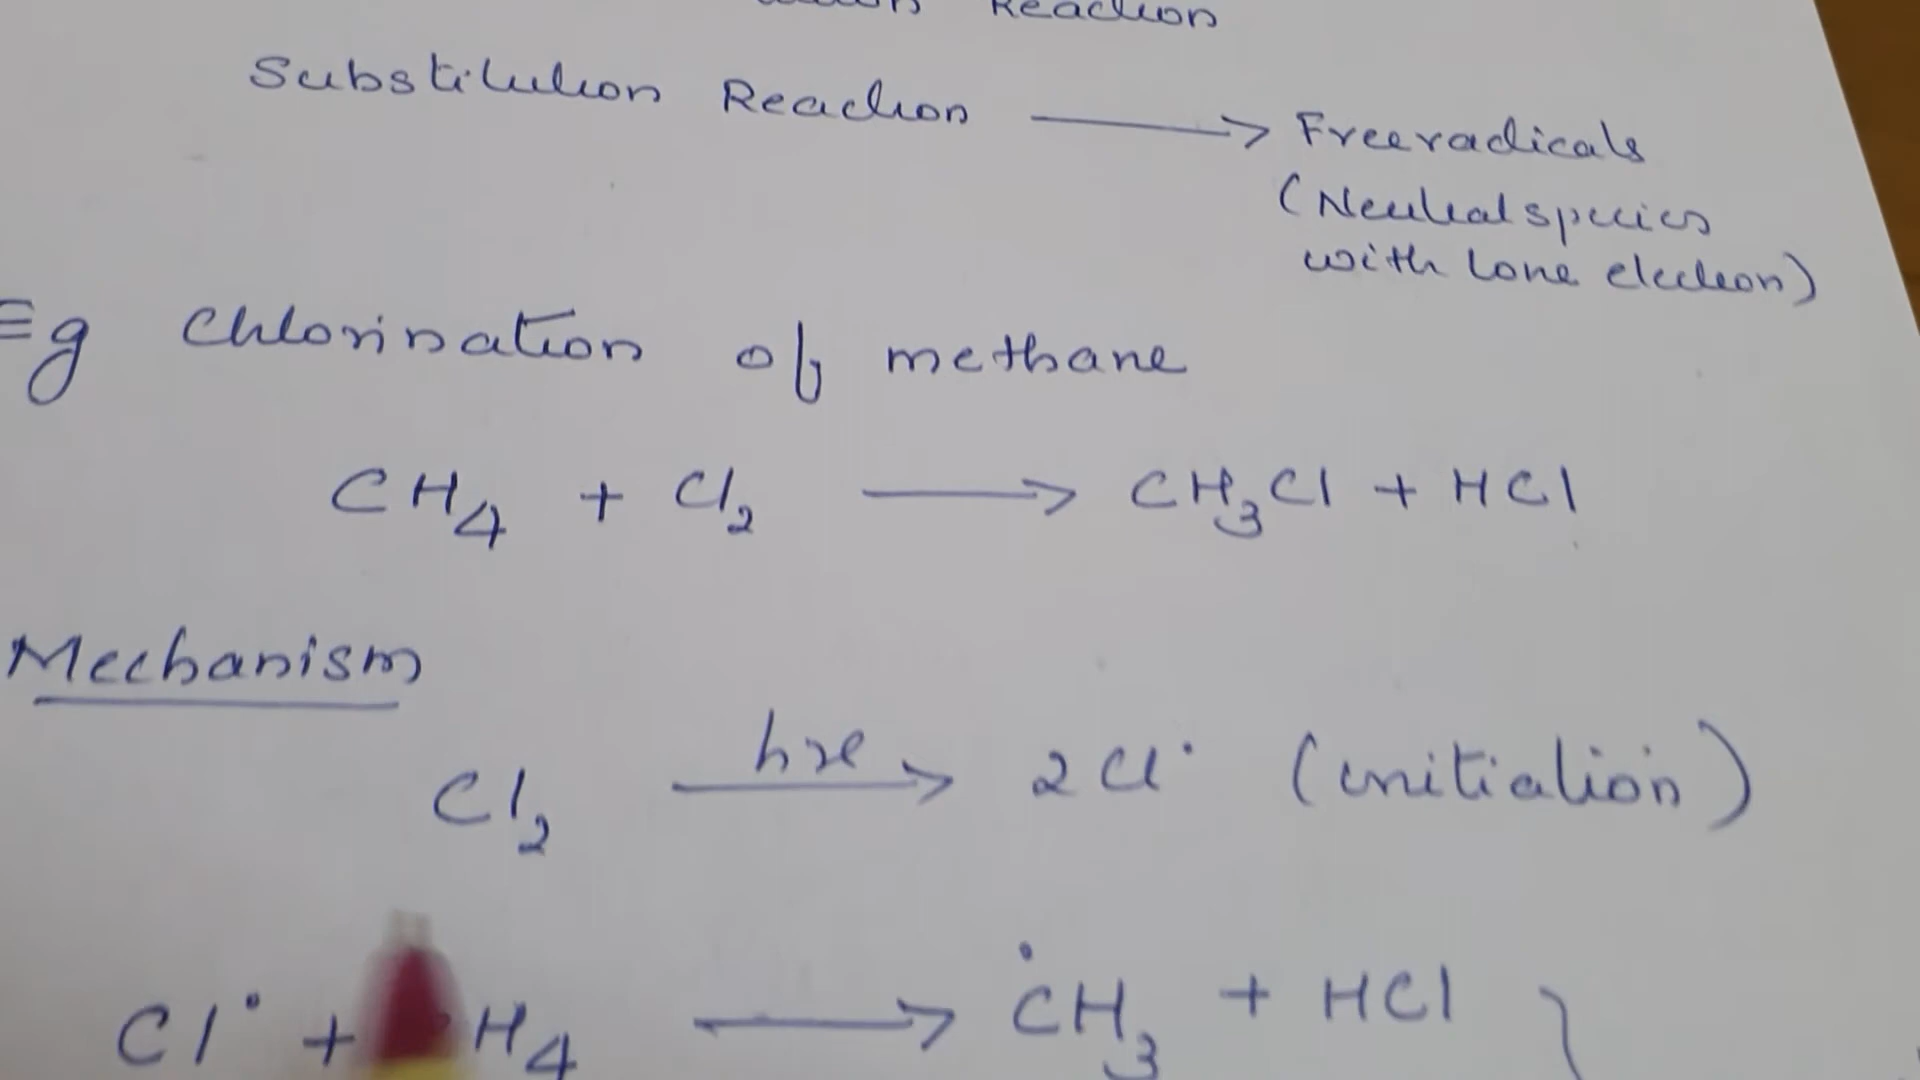 Reaction
Substitution Reaction ⟶ Freeradicals
(Neutral species
with lone electron)
Eg Chlorination of methane
CH₄ + Cl₂ ⟶ CH₃Cl + HCl
Mechanism
Cl₂ ⟶ 2Cl˙ (initiation)
Cl˙ + H₄ ⟶ ĊH₃ + HCl }